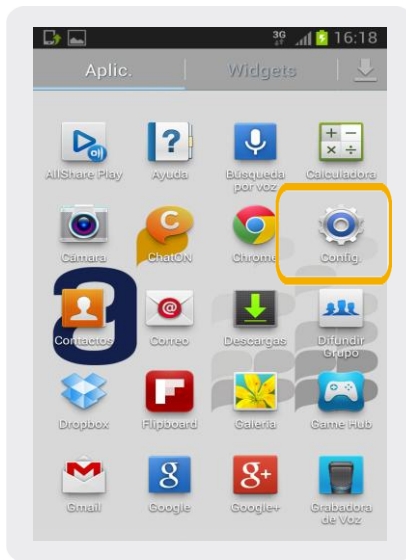 3G 16:18
Aplic. Widgets
AllShare Play Ayuda Búsqueda por voz Calculadora
Cámara ChatON Chrome Config.
Contactos Correo Descargas Difundir Grupo
Dropbox Flipboard Galería Game Hub
Gmail Google Google+ Grabadora de Voz